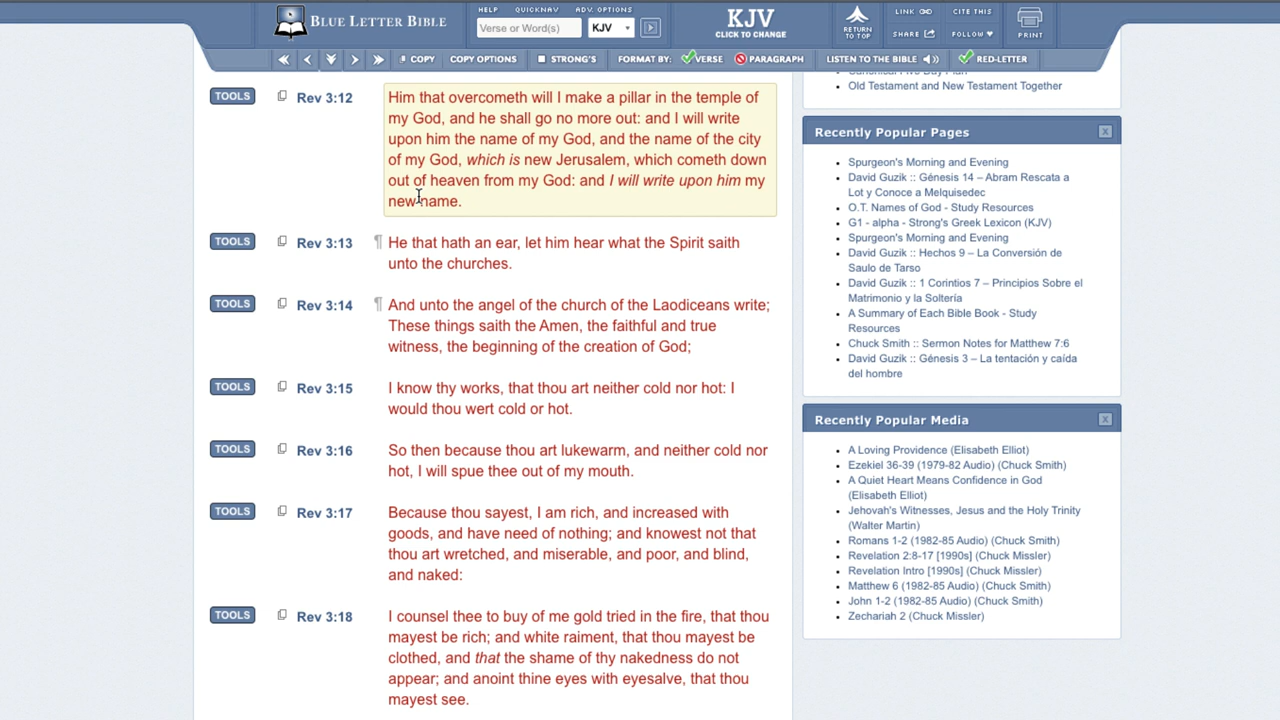 BLUE LETTER BIBLE
HELP QUICKNAV ADV. OPTIONS
Verse or Word(s) KJV
KJV
CLICK TO CHANGE
RETURN TO TOP
LINK CITE THIS
SHARE FOLLOW
PRINT
COPY COPY OPTIONS STRONG'S FORMAT BY: VERSE PARAGRAPH LISTEN TO THE BIBLE RED-LETTER
TOOLS Rev 3:12 Him that overcometh will I make a pillar in the temple of
my God, and he shall go no more out: and I will write
upon him the name of my God, and the name of the city
of my God, which is new Jerusalem, which cometh down
out of heaven from my God: and I will write upon him my
new name.
TOOLS Rev 3:13 ¶ He that hath an ear, let him hear what the Spirit saith
unto the churches.
TOOLS Rev 3:14 ¶ And unto the angel of the church of the Laodiceans write;
These things saith the Amen, the faithful and true
witness, the beginning of the creation of God;
TOOLS Rev 3:15 I know thy works, that thou art neither cold nor hot: I
would thou wert cold or hot.
TOOLS Rev 3:16 So then because thou art lukewarm, and neither cold nor
hot, I will spue thee out of my mouth.
TOOLS Rev 3:17 Because thou sayest, I am rich, and increased with
goods, and have need of nothing; and knowest not that
thou art wretched, and miserable, and poor, and blind,
and naked:
TOOLS Rev 3:18 I counsel thee to buy of me gold tried in the fire, that thou
mayest be rich; and white raiment, that thou mayest be
clothed, and that the shame of thy nakedness do not
appear; and anoint thine eyes with eyesalve, that thou
mayest see.
Old Testament and New Testament Together
Recently Popular Pages
Spurgeon's Morning and Evening
David Guzik :: Génesis 14 – Abram Rescata a
Lot y Conoce a Melquisedec
O.T. Names of God - Study Resources
G1 - alpha - Strong's Greek Lexicon (KJV)
Spurgeon's Morning and Evening
David Guzik :: Hechos 9 – La Conversión de
Saulo de Tarso
David Guzik :: 1 Corintios 7 – Principios Sobre el
Matrimonio y la Soltería
A Summary of Each Bible Book - Study
Resources
Chuck Smith :: Sermon Notes for Matthew 7:6
David Guzik :: Génesis 3 – La tentación y caída
del hombre
Recently Popular Media
A Loving Providence (Elisabeth Elliot)
Ezekiel 36-39 (1979-82 Audio) (Chuck Smith)
A Quiet Heart Means Confidence in God
(Elisabeth Elliot)
Jehovah's Witnesses, Jesus and the Holy Trinity
(Walter Martin)
Romans 1-2 (1982-85 Audio) (Chuck Smith)
Revelation 2:8-17 [1990s] (Chuck Missler)
Revelation Intro [1990s] (Chuck Missler)
Matthew 6 (1982-85 Audio) (Chuck Smith)
John 1-2 (1982-85 Audio) (Chuck Smith)
Zechariah 2 (Chuck Missler)